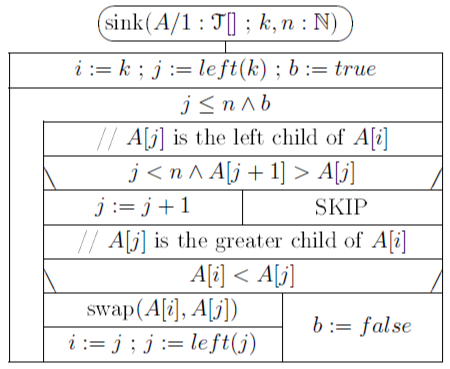 sink(A/1 : 𝒯[] ; k, n : ℕ)
i := k ; j := left(k) ; b := true
j ≤ n ∧ b
// A[j] is the left child of A[i]
j < n ∧ A[j + 1] > A[j]
j := j + 1 SKIP
// A[j] is the greater child of A[i]
A[i] < A[j]
swap(A[i], A[j])
b := false
i := j ; j := left(j)